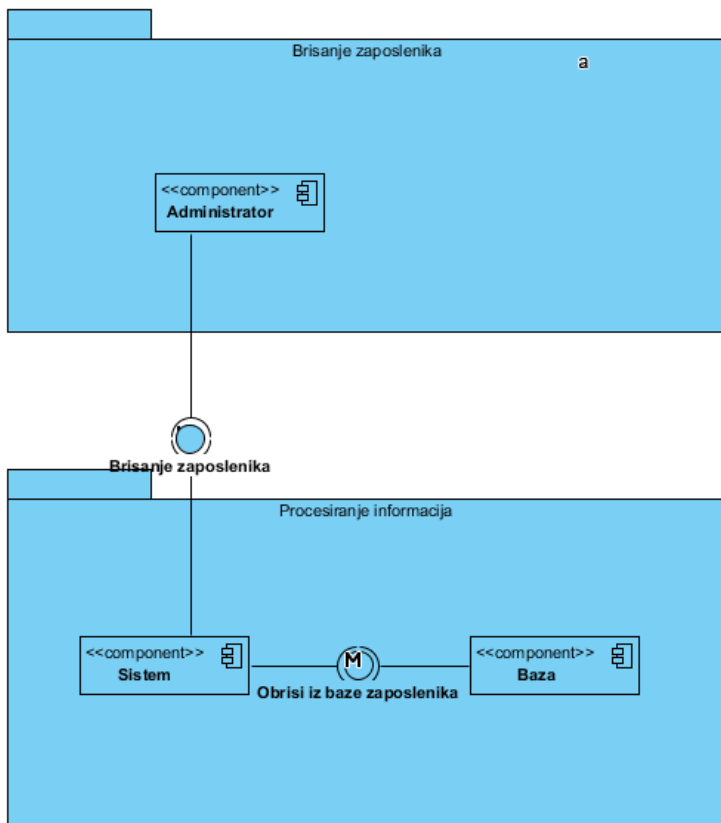 Brisanje zaposlenika
a
<<component>>
Administrator
Brisanje zaposlenika
Procesiranje informacija
<<component>>
Sistem
M
Obrisi iz baze zaposlenika
<<component>>
Baza